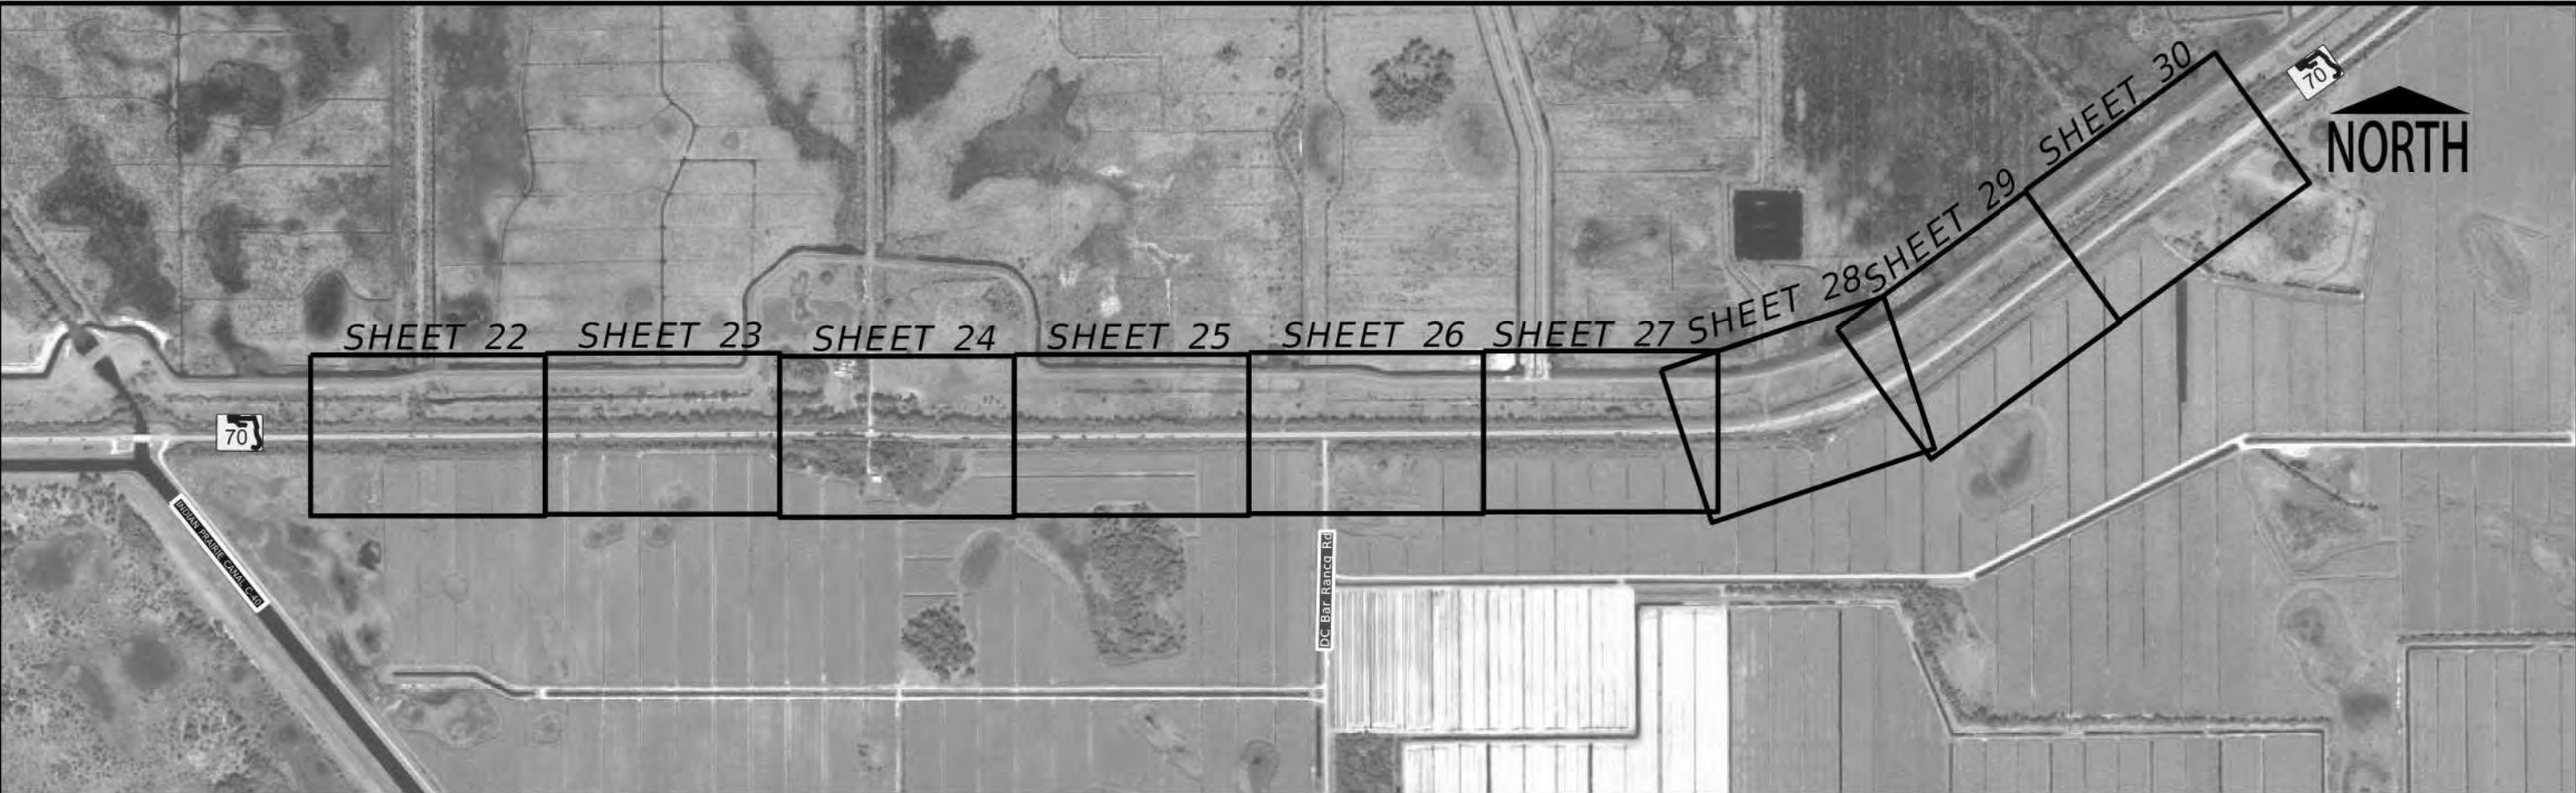 SHEET 22
SHEET 23
SHEET 24
SHEET 25
SHEET 26
SHEET 27
SHEET 28
SHEET 29
SHEET 30
70
NORTH
70
INDIAN PRAIRIE CANAL C-40
DC Bar Ranco Rd